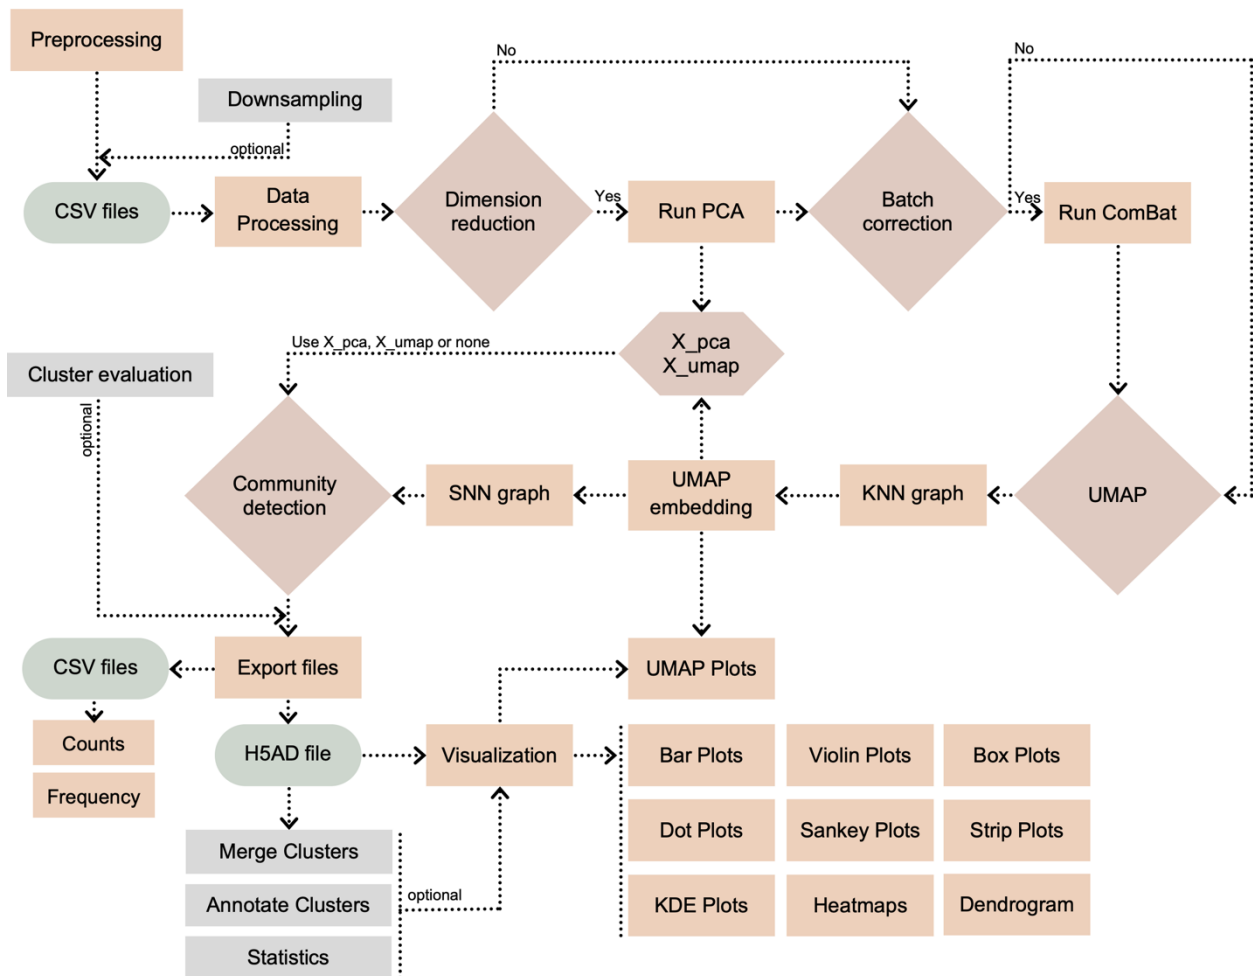 Preprocessing
No
No
Downsampling
optional
CSV files
Data
Processing
Dimension
reduction
Yes
Run PCA
Batch
correction
Yes
Run ComBat
Use X_pca, X_umap or none
X_pca
X_umap
Cluster evaluation
optional
Community
detection
SNN graph
UMAP
embedding
KNN graph
UMAP
CSV files
Export files
UMAP Plots
Counts
Frequency
H5AD file
Visualization
Bar Plots
Violin Plots
Box Plots
Dot Plots
Sankey Plots
Strip Plots
KDE Plots
Heatmaps
Dendrogram
Merge Clusters
Annotate Clusters
Statistics
optional